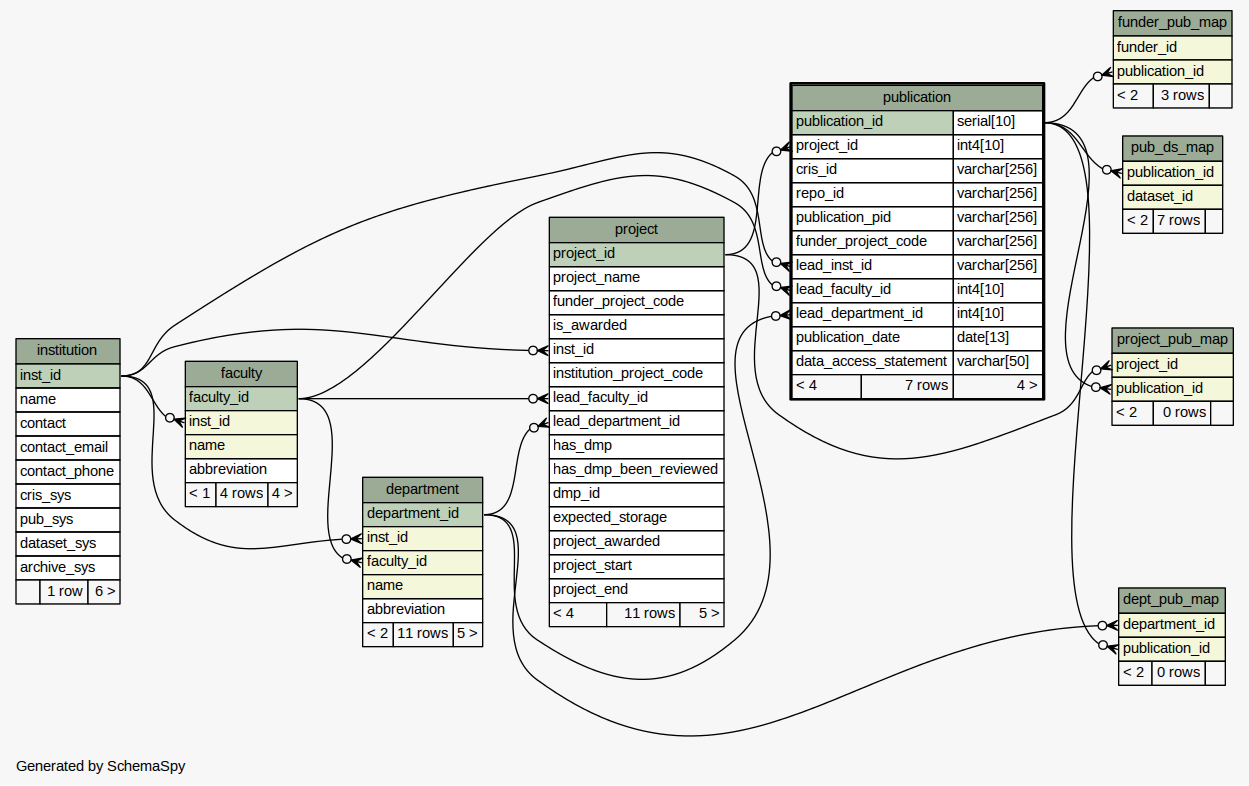 funder_pub_map
funder_id
publication_id
< 2 3 rows
publication
publication_id serial[10]
project_id int4[10]
cris_id varchar[256]
repo_id varchar[256]
publication_pid varchar[256]
funder_project_code varchar[256]
lead_inst_id varchar[256]
lead_faculty_id int4[10]
lead_department_id int4[10]
publication_date date[13]
data_access_statement varchar[50]
< 4 7 rows 4 >
pub_ds_map
publication_id
dataset_id
< 2 7 rows
project
project_id
project_name
funder_project_code
is_awarded
inst_id
institution_project_code
lead_faculty_id
lead_department_id
has_dmp
has_dmp_been_reviewed
dmp_id
expected_storage
project_awarded
project_start
project_end
< 4 11 rows 5 >
project_pub_map
project_id
publication_id
< 2 0 rows
institution
inst_id
name
contact
contact_email
contact_phone
cris_sys
pub_sys
dataset_sys
archive_sys
1 row 6 >
faculty
faculty_id
inst_id
name
abbreviation
< 1 4 rows 4 >
department
department_id
inst_id
faculty_id
name
abbreviation
< 2 11 rows 5 >
dept_pub_map
department_id
publication_id
< 2 0 rows
Generated by SchemaSpy